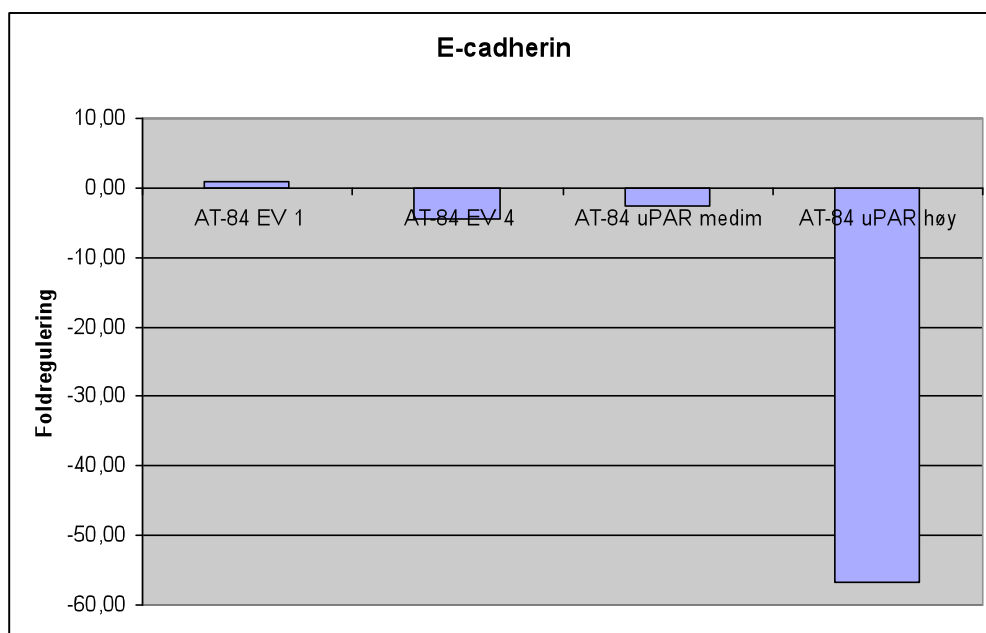 E-cadherin
10,00
0,00
AT-84 EV 1 AT-84 EV 4 AT-84 uPAR medim AT-84 uPAR høy
-10,00
-20,00
-30,00
-40,00
-50,00
-60,00
Foldregulering